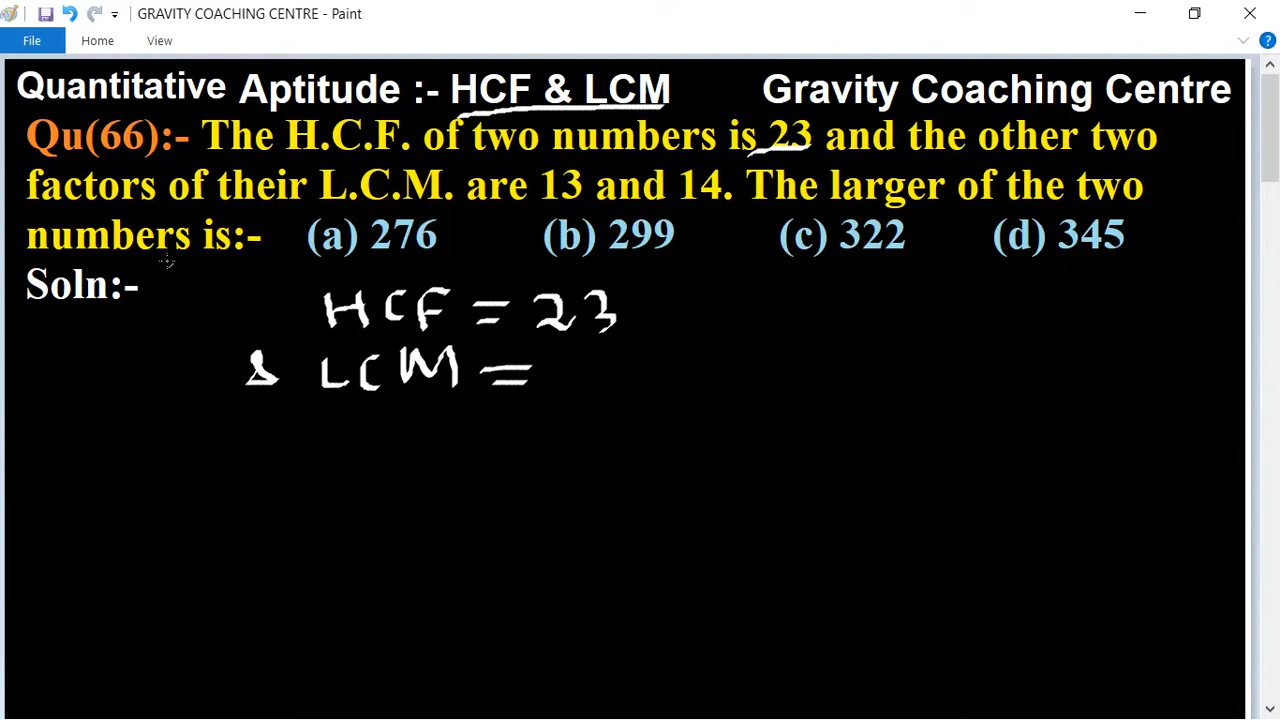 GRAVITY COACHING CENTRE - Paint
File Home View
Quantitative Aptitude :- HCF & LCM Gravity Coaching Centre
Qu(66):- The H.C.F. of two numbers is 23 and the other two
factors of their L.C.M. are 13 and 14. The larger of the two
numbers is:- (a) 276 (b) 299 (c) 322 (d) 345
Soln:-
HCF = 23
& LCM =